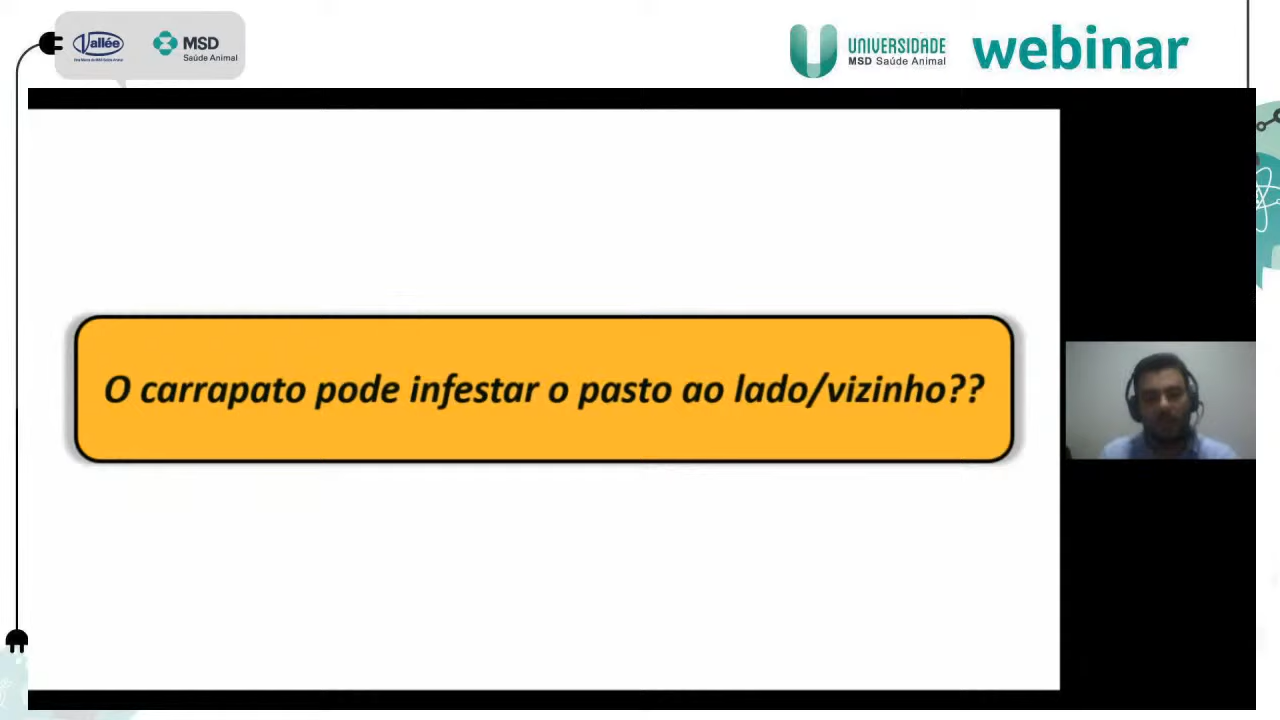 Vallée
MSD
Saúde Animal
UNIVERSIDADE
MSD Saúde Animal
webinar
O carrapato pode infestar o pasto ao lado/vizinho??